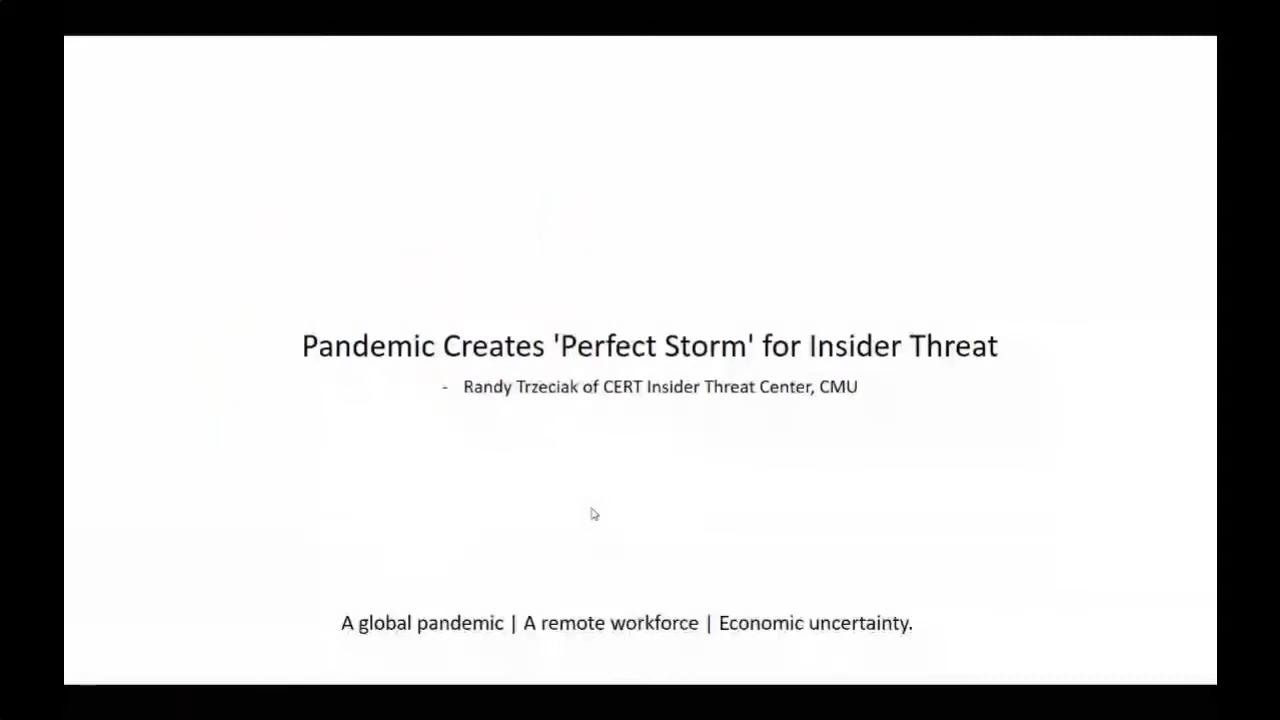 Pandemic Creates 'Perfect Storm' for Insider Threat
- Randy Trzeciak of CERT Insider Threat Center, CMU
A global pandemic | A remote workforce | Economic uncertainty.